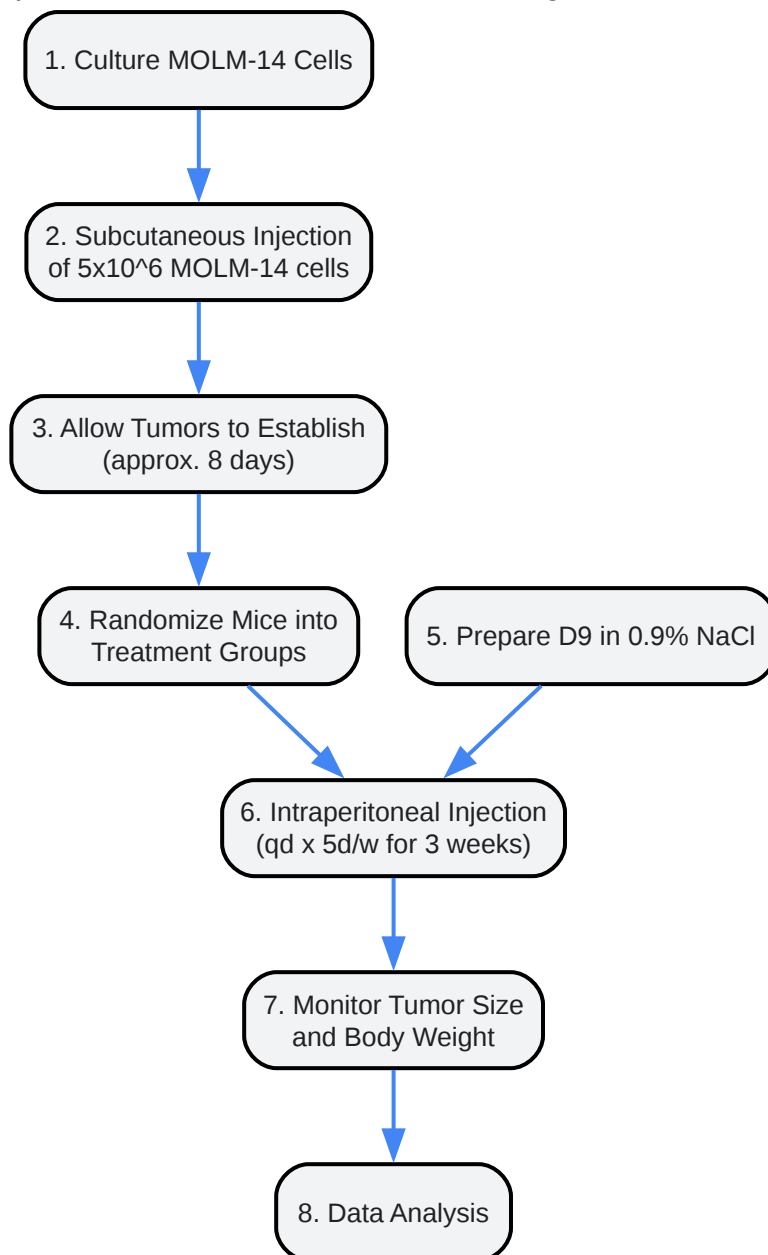 1. Culture MOLM-14 Cells
2. Subcutaneous Injection
of 5x10^6 MOLM-14 cells
3. Allow Tumors to Establish
(approx. 8 days)
4. Randomize Mice into
Treatment Groups
5. Prepare D9 in 0.9% NaCl
6. Intraperitoneal Injection
(qd x 5d/w for 3 weeks)
7. Monitor Tumor Size
and Body Weight
8. Data Analysis